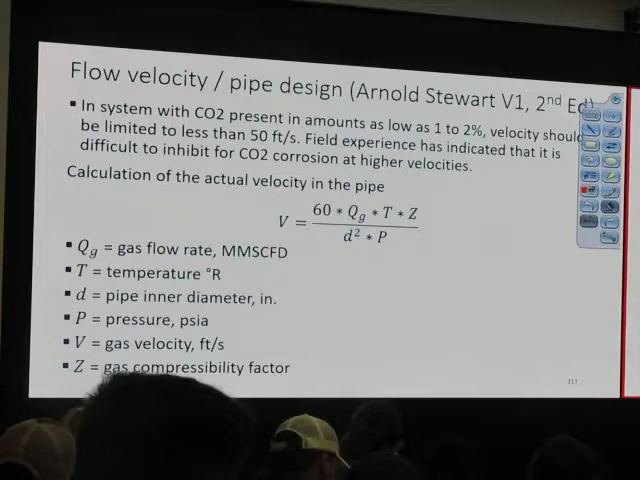 Flow velocity / pipe design (Arnold Stewart V1, 2nd Ed)
▪ In system with CO2 present in amounts as low as 1 to 2%, velocity should
be limited to less than 50 ft/s. Field experience has indicated that it is
difficult to inhibit for CO2 corrosion at higher velocities.
Calculation of the actual velocity in the pipe
V = 60 * Qg * T * Z / d² * P
▪ Qg = gas flow rate, MMSCFD
▪ T = temperature °R
▪ d = pipe inner diameter, in.
▪ P = pressure, psia
▪ V = gas velocity, ft/s
▪ Z = gas compressibility factor
117